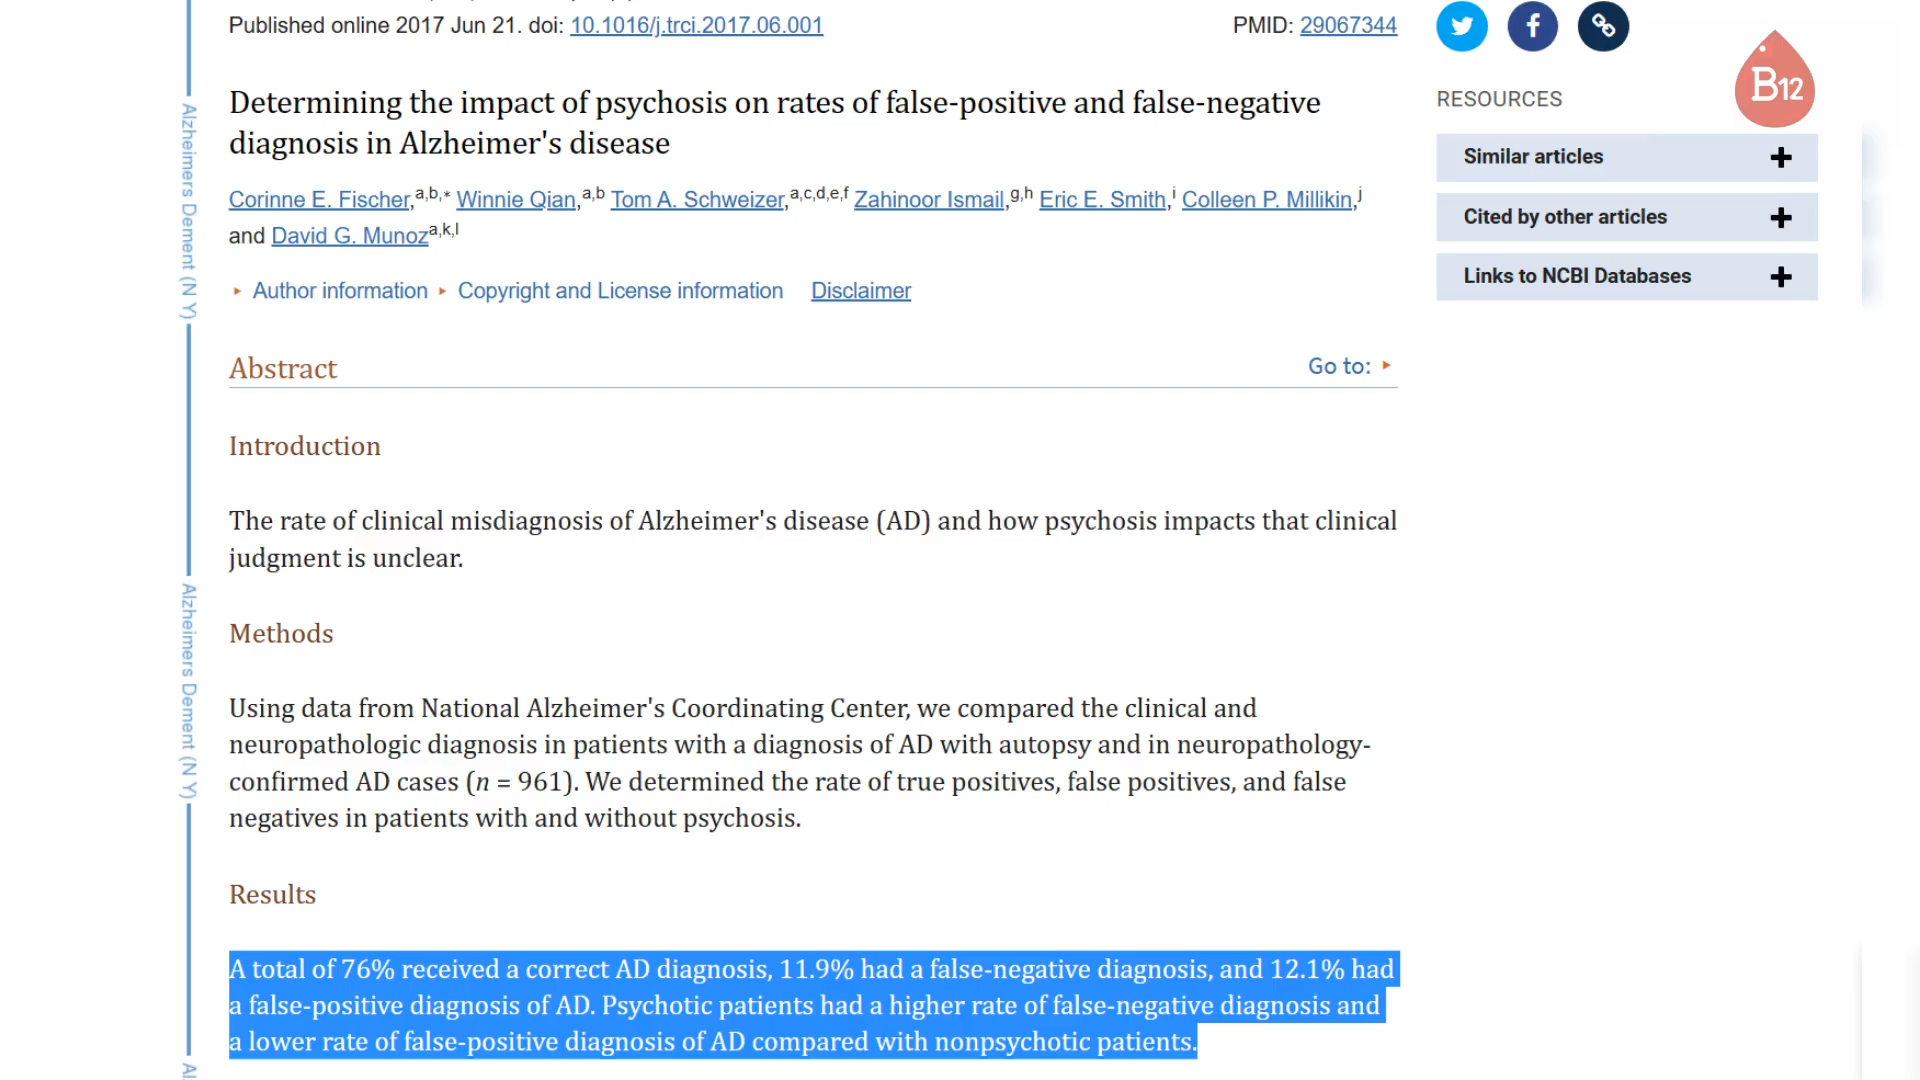 Published online 2017 Jun 21. doi: 10.1016/j.trci.2017.06.001
PMID: 29067344
Determining the impact of psychosis on rates of false-positive and false-negative
diagnosis in Alzheimer's disease
Corinne E. Fischer,a,b,* Winnie Qian,a,b Tom A. Schweizer,a,c,d,e,f Zahinoor Ismail,g,h Eric E. Smith,i Colleen P. Millikin,j
and David G. Munoza,k,l
Author information Copyright and License information Disclaimer
Abstract
Go to:
Introduction
The rate of clinical misdiagnosis of Alzheimer's disease (AD) and how psychosis impacts that clinical
judgment is unclear.
Methods
Using data from National Alzheimer's Coordinating Center, we compared the clinical and
neuropathologic diagnosis in patients with a diagnosis of AD with autopsy and in neuropathology-
confirmed AD cases (n = 961). We determined the rate of true positives, false positives, and false
negatives in patients with and without psychosis.
Results
A total of 76% received a correct AD diagnosis, 11.9% had a false-negative diagnosis, and 12.1% had
a false-positive diagnosis of AD. Psychotic patients had a higher rate of false-negative diagnosis and
a lower rate of false-positive diagnosis of AD compared with nonpsychotic patients.
Alzheimers Dement (N Y)
Alzheimers Dement (N Y)
Al
RESOURCES
B12
Similar articles
Cited by other articles
Links to NCBI Databases